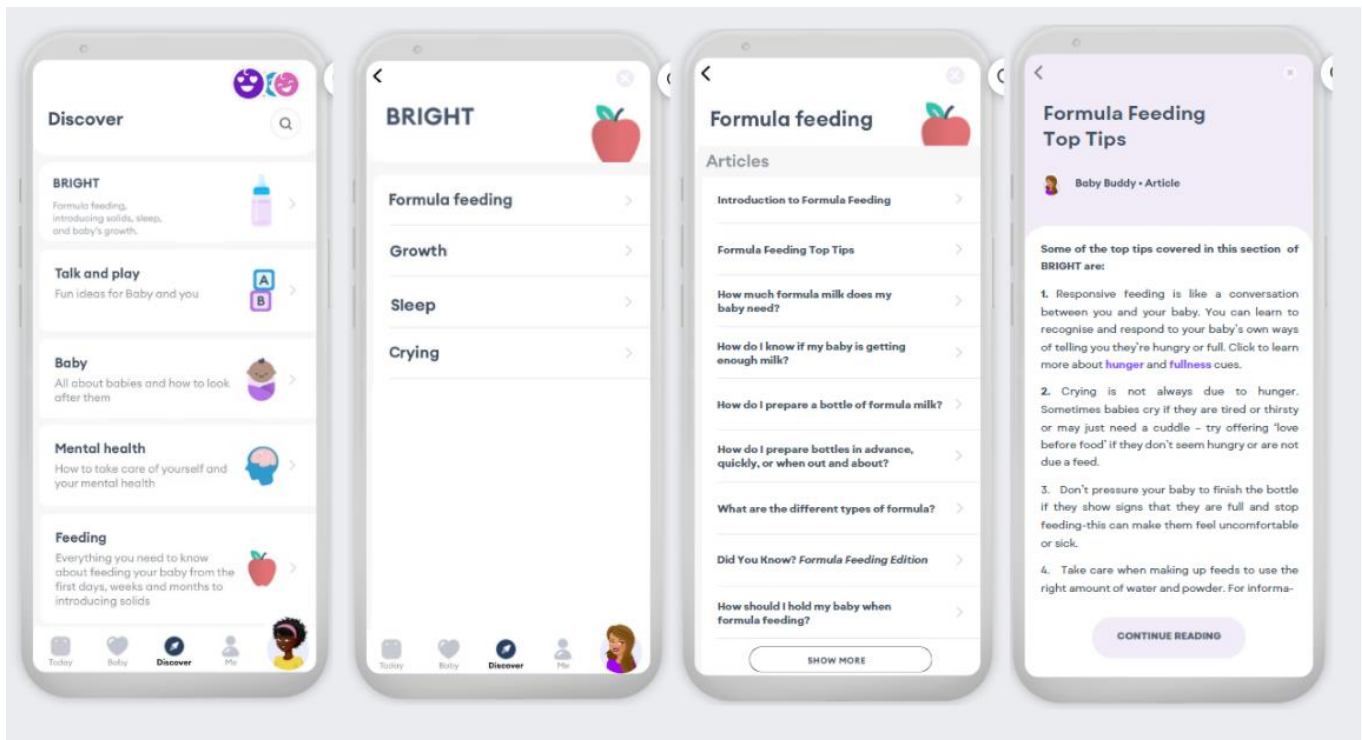 Discover
BRIGHT
Formula feeding,
introducing solids, sleep,
and baby's growth.
Talk and play
Fun ideas for Baby and you
A
B
Baby
All about babies and how to look
after them
Mental health
How to take care of yourself and
your mental health
Feeding
Everything you need to know
about feeding your baby from the
first days, weeks and months to
introducing solids
Today Baby Discover Me
BRIGHT
Formula feeding
Growth
Sleep
Crying
Today Baby Discover Me
Formula feeding
Articles
Introduction to Formula Feeding
Formula Feeding Top Tips
How much formula milk does my
baby need?
How do I know if my baby is getting
enough milk?
How do I prepare a bottle of formula milk?
How do I prepare bottles in advance,
quickly, or when out and about?
What are the different types of formula?
Did You Know? Formula Feeding Edition
How should I hold my baby when
formula feeding?
SHOW MORE
Formula Feeding
Top Tips
Baby Buddy • Article
Some of the top tips covered in this section of
BRIGHT are:
1. Responsive feeding is like a conversation
between you and your baby. You can learn to
recognise and respond to your baby's own ways
of telling you they're hungry or full. Click to learn
more about hunger and fullness cues.
2. Crying is not always due to hunger.
Sometimes babies cry if they are tired or thirsty
or may just need a cuddle – try offering 'love
before food' if they don't seem hungry or are not
due a feed.
3. Don't pressure your baby to finish the bottle
if they show signs that they are full and stop
feeding-this can make them feel uncomfortable
or sick.
4. Take care when making up feeds to use the
right amount of water and powder. For informa-
CONTINUE READING